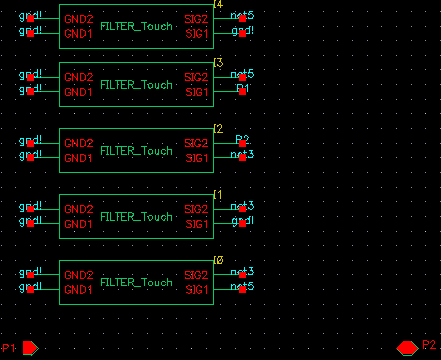 I4
gnd! GND2 SIG2 net5
FILTER_Touch
gnd! GND1 SIG1 gnd!
I3
gnd! GND2 SIG2 net5
FILTER_Touch
gnd! GND1 SIG1 P1
I2
gnd! GND2 SIG2 P2
FILTER_Touch
gnd! GND1 SIG1 net3
I1
gnd! GND2 SIG2 net3
FILTER_Touch
gnd! GND1 SIG1 gnd!
I0
gnd! GND2 SIG2 net3
FILTER_Touch
gnd! GND1 SIG1 net5
P1 P2